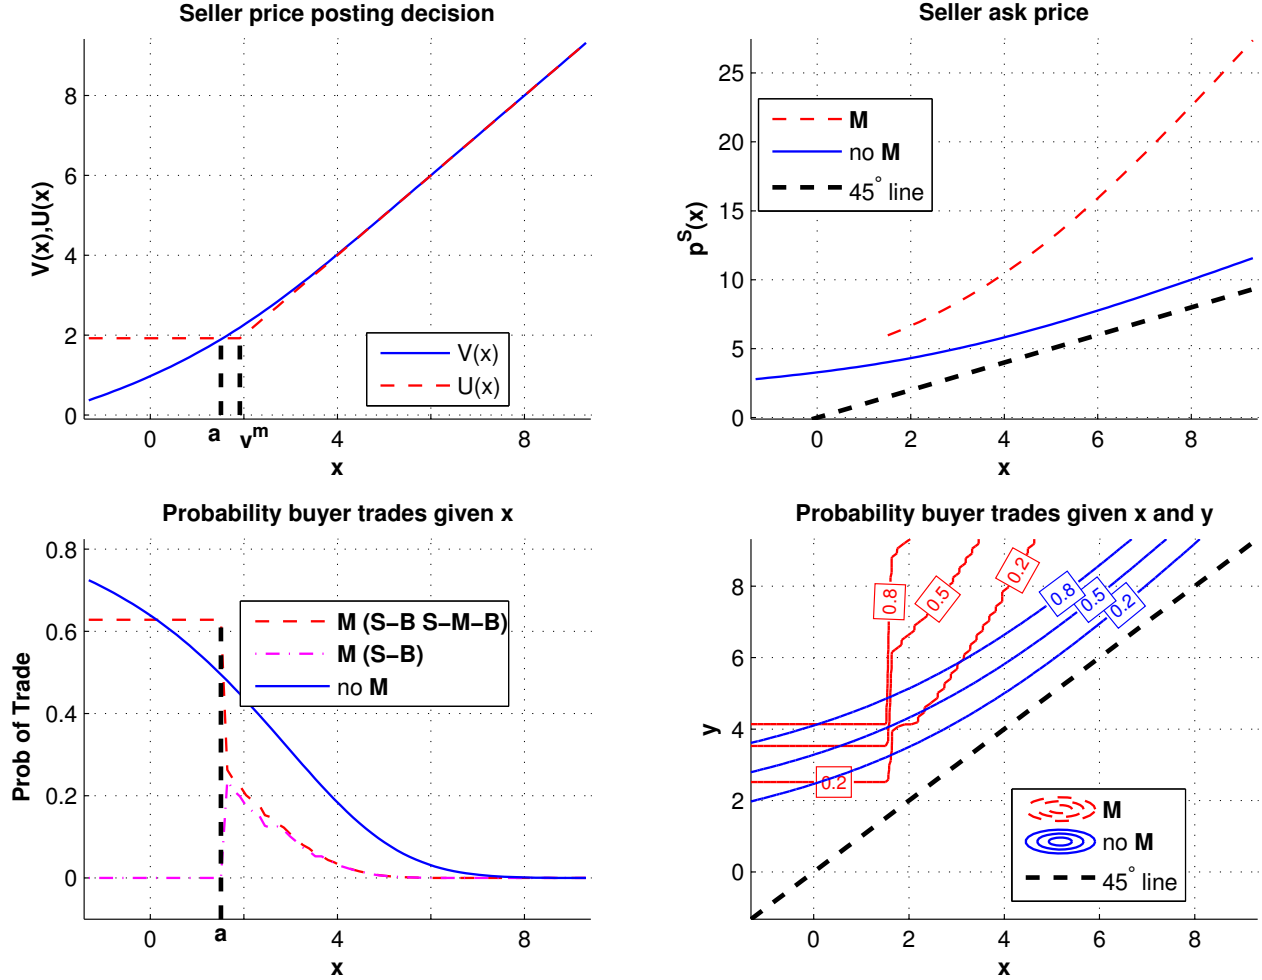 Seller price posting decision
V(x),U(x)
8
6
4
2
0
V(x)
U(x)
0
a
v^m
4
8
x
Seller ask price
p^S(x)
25
20
15
10
5
0
M
no M
45° line
0
2
4
6
8
x
Probability buyer trades given x
Prob of Trade
0.8
0.6
0.4
0.2
0
M (S−B S−M−B)
M (S−B)
no M
0
a
4
8
x
Probability buyer trades given x and y
y
8
6
4
2
0
0.8
0.5
0.2
0.8
0.5
0.2
0.2
M
no M
45° line
0
2
4
6
8
x